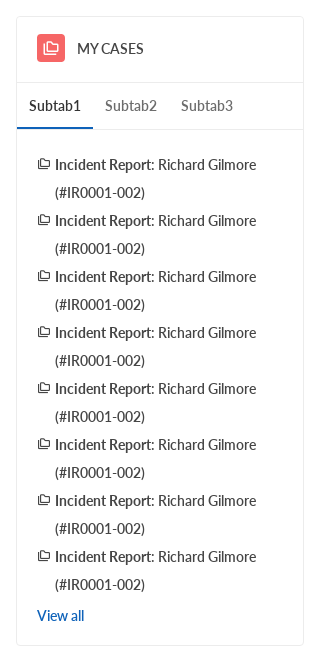 MY CASES
Subtab1 Subtab2 Subtab3
Incident Report: Richard Gilmore
(#IR0001-002)
Incident Report: Richard Gilmore
(#IR0001-002)
Incident Report: Richard Gilmore
(#IR0001-002)
Incident Report: Richard Gilmore
(#IR0001-002)
Incident Report: Richard Gilmore
(#IR0001-002)
Incident Report: Richard Gilmore
(#IR0001-002)
Incident Report: Richard Gilmore
(#IR0001-002)
Incident Report: Richard Gilmore
(#IR0001-002)
View all